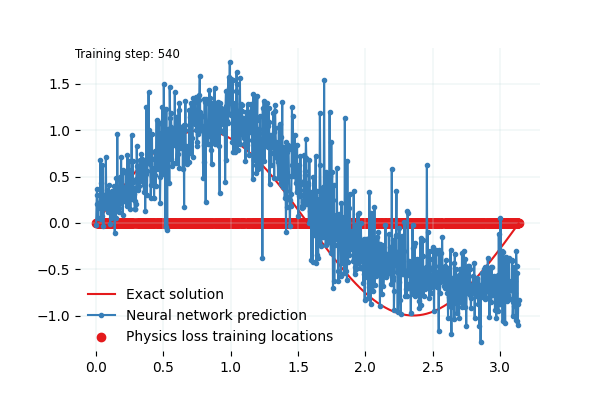 Training step: 540
1.5
1.0
0.5
0.0
−0.5
−1.0
Exact solution
Neural network prediction
Physics loss training locations
0.0 0.5 1.0 1.5 2.0 2.5 3.0